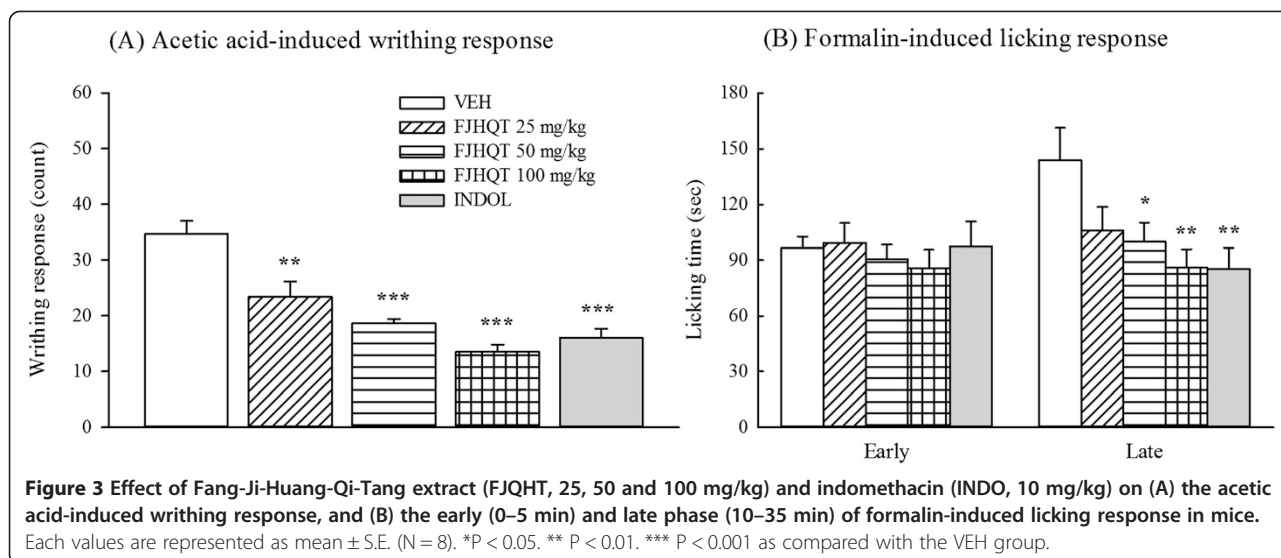 (A) Acetic acid-induced writhing response
(B) Formalin-induced licking response
60
50
40
30
20
10
0
Writhing response (count)
VEH
FJHQT 25 mg/kg
FJHQT 50 mg/kg
FJHQT 100 mg/kg
INDOL
**
***
***
***
180
150
120
90
60
30
0
Licking time (sec)
*
**
**
Early
Late
Figure 3 Effect of Fang-Ji-Huang-Qi-Tang extract (FJQHT, 25, 50 and 100 mg/kg) and indomethacin (INDO, 10 mg/kg) on (A) the acetic
acid-induced writhing response, and (B) the early (0–5 min) and late phase (10–35 min) of formalin-induced licking response in mice.
Each values are represented as mean ± S.E. (N = 8). *P < 0.05. ** P < 0.01. *** P < 0.001 as compared with the VEH group.